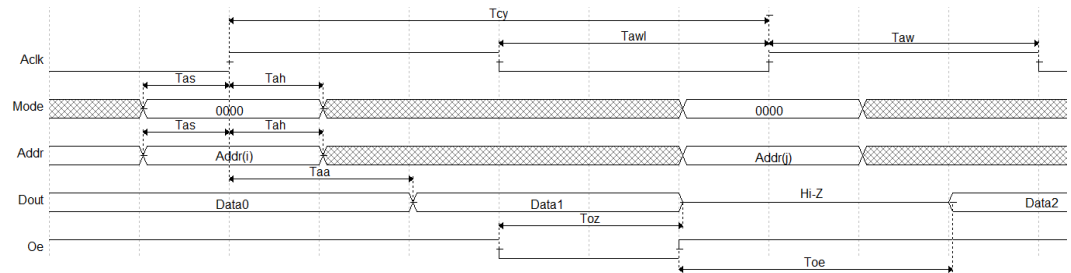 Tcy
Tawl Taw
Aclk
Tas Tah
Mode 0000 0000
Tas Tah
Addr Addr(i) Addr(j)
Taa
Dout Data0 Data1 Hi-Z Data2
Toz
Oe
Toe